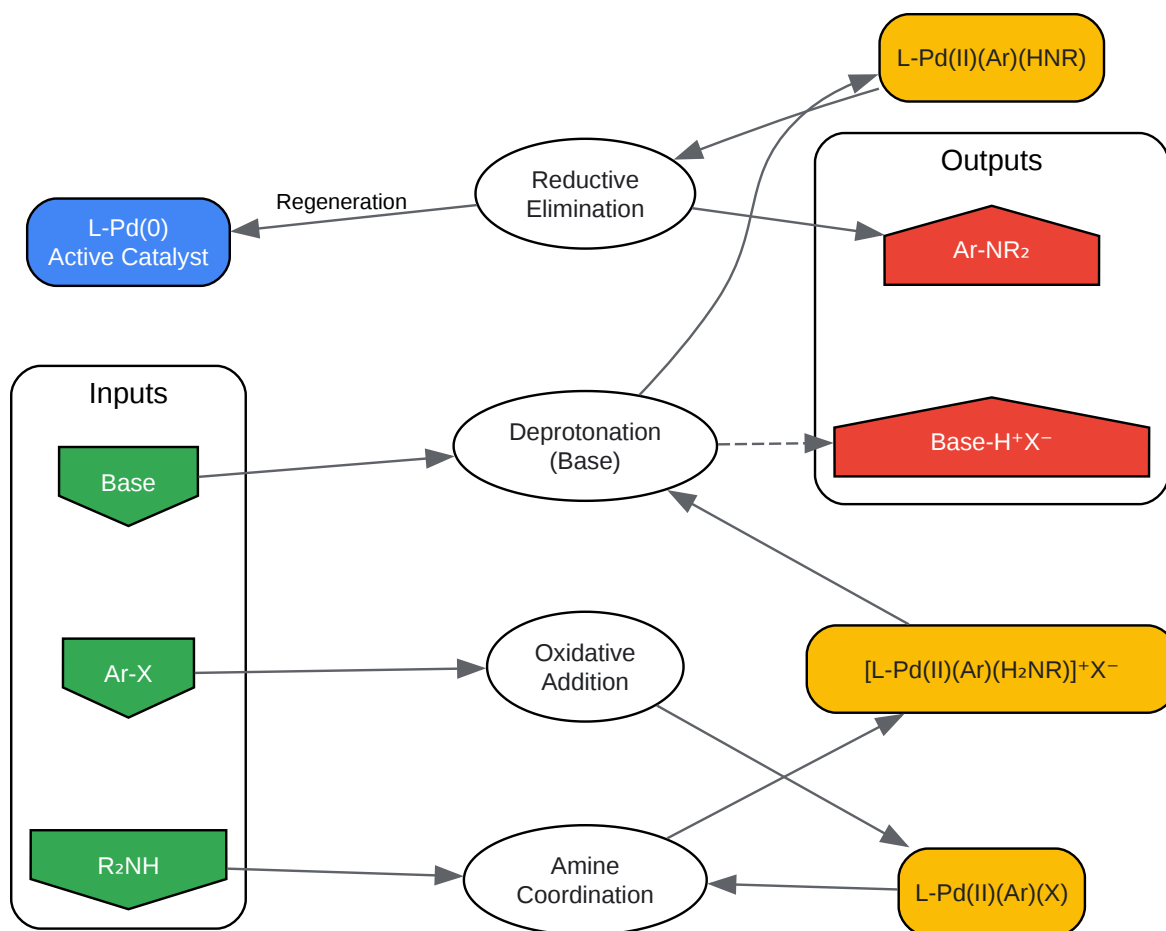 L-Pd(II)(Ar)(HNR)
Outputs
Reductive
Elimination
Regeneration
L-Pd(0)
Active Catalyst
Ar-NR₂
Inputs
Deprotonation
(Base)
Base-H⁺X⁻
Base
Ar-X
Oxidative
Addition
[L-Pd(II)(Ar)(H₂NR)]⁺X⁻
R₂NH
Amine
Coordination
L-Pd(II)(Ar)(X)